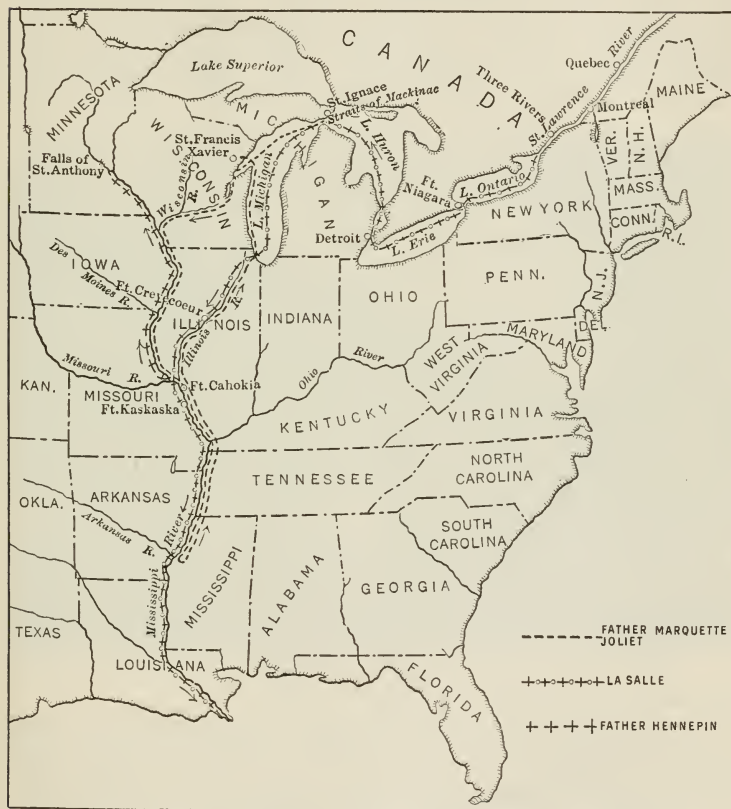 CANADA
Lake Superior
Quebec
River
Three Rivers
St. Lawrence
Montreal
MAINE
St. Ignace
Straits of Mackinac
MINNESOTA
MICHIGAN
WISCONSIN
St. Francis
Xavier
Falls of
St. Anthony
Wisconsin
R.
L. Michigan
L. Huron
Ft.
Niagara
L. Ontario
VER.
N.H.
MASS.
CONN.
R.I.
NEW YORK
Detroit
L. Erie
IOWA
Des
Moines R.
Ft. Crevecoeur
ILLINOIS
Illinois
R.
INDIANA
OHIO
PENN.
N.J.
DEL.
MARYLAND
WEST
VIRGINIA
VIRGINIA
Missouri
R.
KAN.
MISSOURI
Ft. Cahokia
Ft. Kaskaska
Ohio
River
KENTUCKY
TENNESSEE
NORTH
CAROLINA
SOUTH
CAROLINA
OKLA.
ARKANSAS
Arkansas
R.
Mississippi
River
MISSISSIPPI
ALABAMA
GEORGIA
TEXAS
LOUISIANA
FLORIDA
FATHER MARQUETTE
JOLIET
LA SALLE
FATHER HENNEPIN